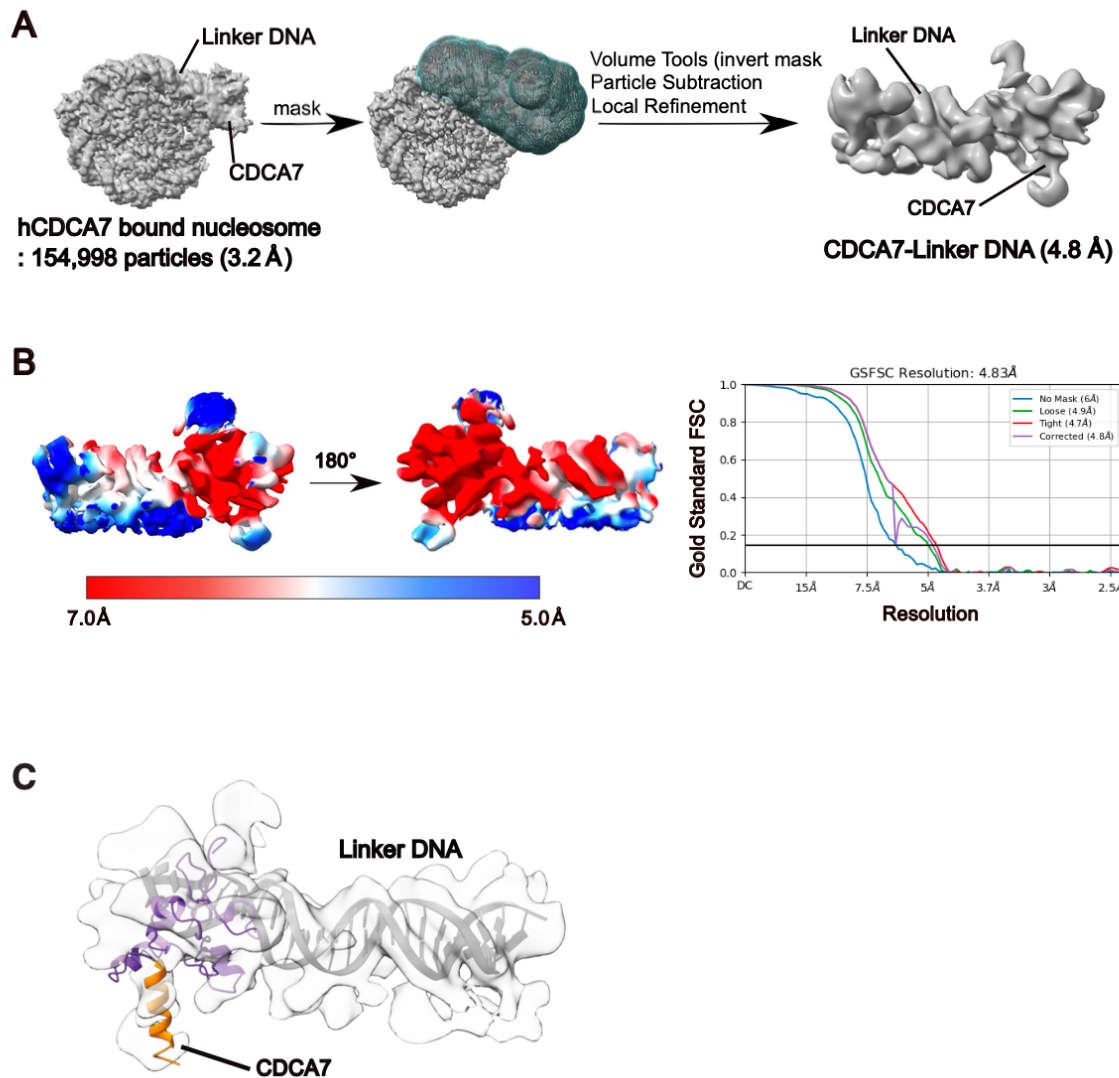 A
Linker DNA
mask
CDCA7
hCDCA7 bound nucleosome
: 154,998 particles (3.2 Å)
Volume Tools (invert mask
Particle Subtraction
Local Refinement
Linker DNA
CDCA7
CDCA7-Linker DNA (4.8 Å)
B
180°
7.0Å
5.0Å
GSFSC Resolution: 4.83Å
Gold Standard FSC
1.0
0.8
0.6
0.4
0.2
0.0
No Mask (6Å)
Loose (4.9Å)
Tight (4.7Å)
Corrected (4.8Å)
DC
15Å
7.5Å
5Å
3.7Å
3Å
2.5Å
Resolution
C
Linker DNA
CDCA7